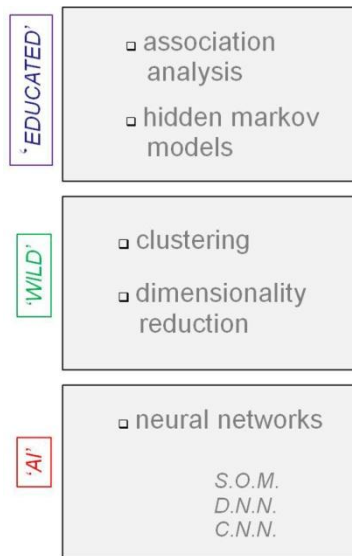 ‘EDUCATED’
❑ association
analysis
❑ hidden markov
models
‘WILD’
❑ clustering
❑ dimensionality
reduction
‘AI’
❑ neural networks
S.O.M.
D.N.N.
C.N.N.